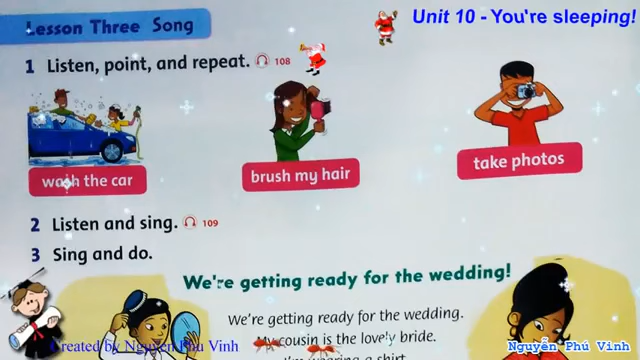 Unit 10 - You're sleeping!
Lesson Three Song
1 Listen, point, and repeat. 108
wash the car
brush my hair
take photos
2 Listen and sing. 109
3 Sing and do.
We're getting ready for the wedding!
We're getting ready for the wedding.
My cousin is the lovely bride.
I'm wearing a shirt
Created by Nguyễn Phú Vinh
Nguyễn Phú Vinh